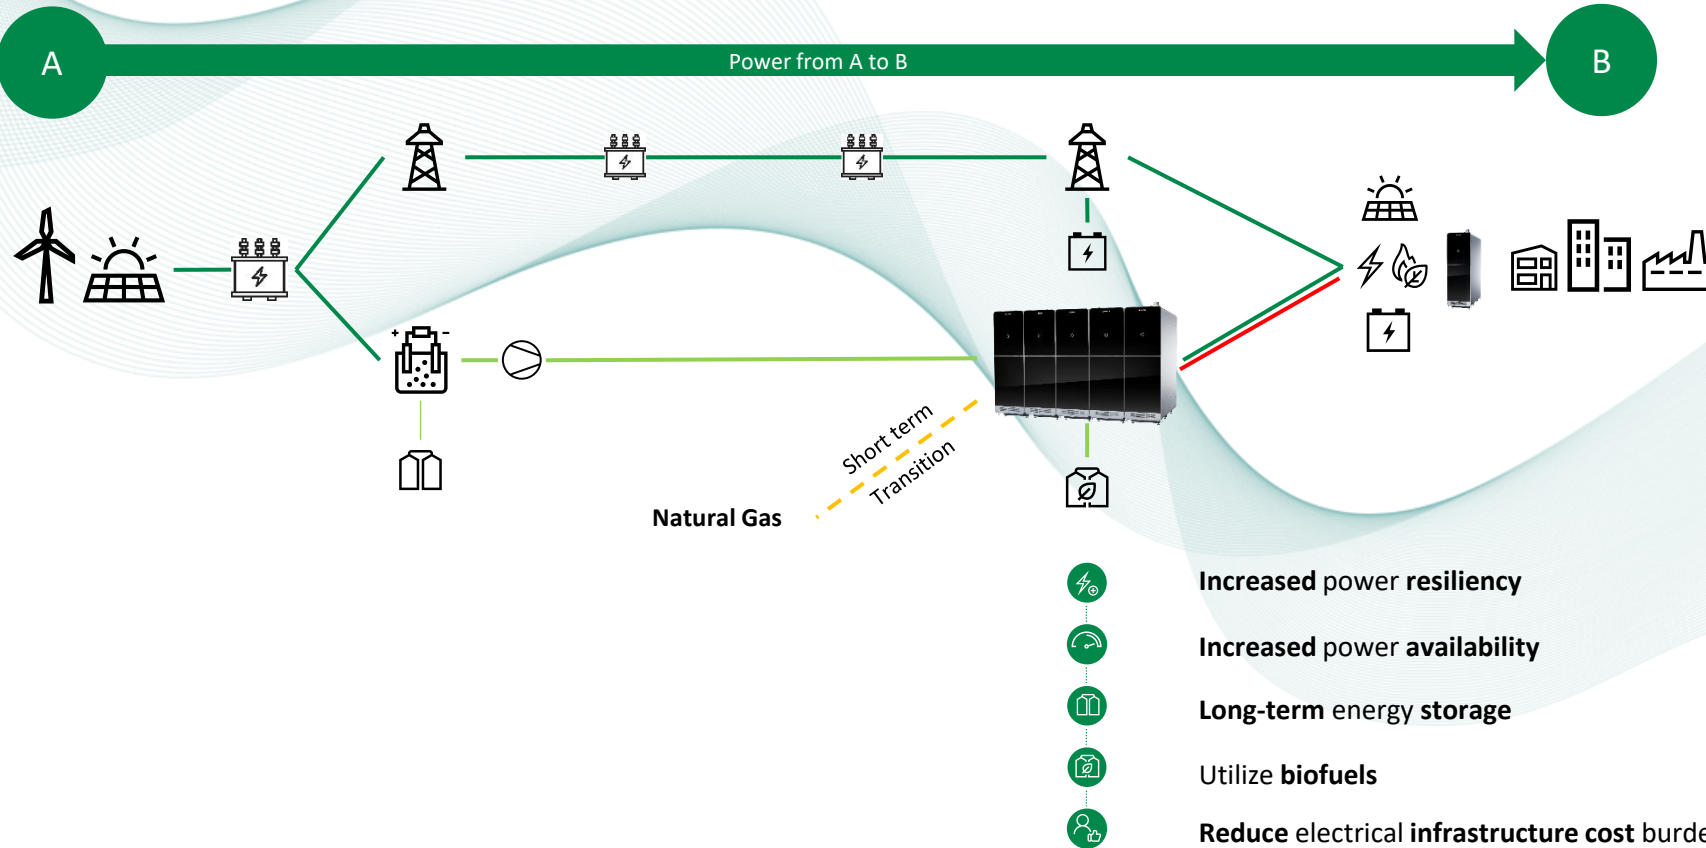 A
Power from A to B
B
Short term
Transition
Natural Gas
Increased power resiliency
Increased power availability
Long-term energy storage
Utilize biofuels
Reduce electrical infrastructure cost